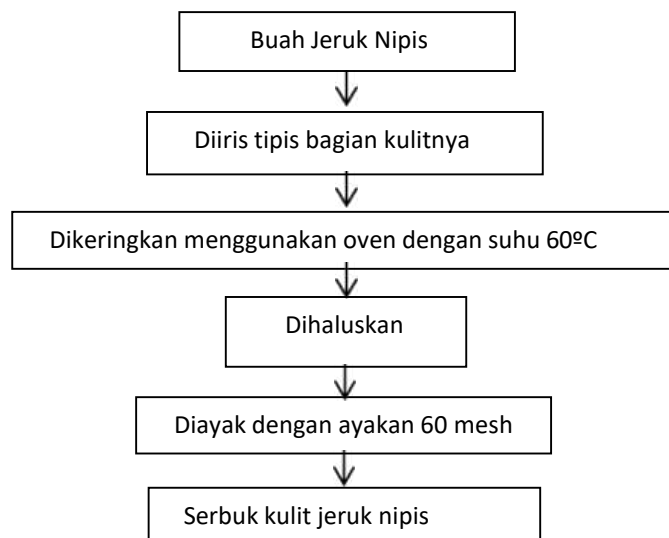 Buah Jeruk Nipis
Diiris tipis bagian kulitnya
Dikeringkan menggunakan oven dengan suhu 60ºC
Dihaluskan
Diayak dengan ayakan 60 mesh
Serbuk kulit jeruk nipis